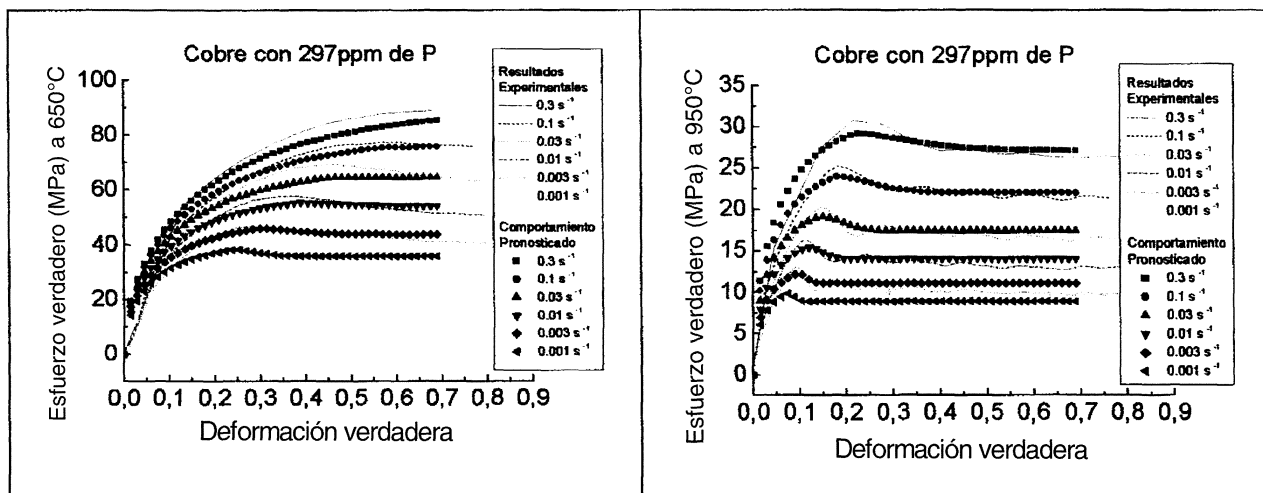 Cobre con 297ppm de P
Esfuerzo verdadero (MPa) a 650°C
100
80
60
40
20
0
0,0 0,1 0,2 0,3 0,4 0,5 0,6 0,7 0,8 0,9
Deformación verdadera
Resultados
Experimentales
0.3 s⁻¹
0.1 s⁻¹
0.03 s⁻¹
0.01 s⁻¹
0.003 s⁻¹
0.001 s⁻¹
Comportamiento
Pronosticado
0.3 s⁻¹
0.1 s⁻¹
0.03 s⁻¹
0.01 s⁻¹
0.003 s⁻¹
0.001 s⁻¹
Cobre con 297ppm de P
Esfuerzo verdadero (MPa) a 950°C
35
30
25
20
15
10
5
0
0,0 0,1 0,2 0,3 0,4 0,5 0,6 0,7 0,8 0,9
Deformación verdadera
Resultados
Experimentales
0.3 s⁻¹
0.1 s⁻¹
0.03 s⁻¹
0.01 s⁻¹
0.003 s⁻¹
0.001 s⁻¹
Comportamiento
Pronosticado
0.3 s⁻¹
0.1 s⁻¹
0.03 s⁻¹
0.01 s⁻¹
0.003 s⁻¹
0.001 s⁻¹